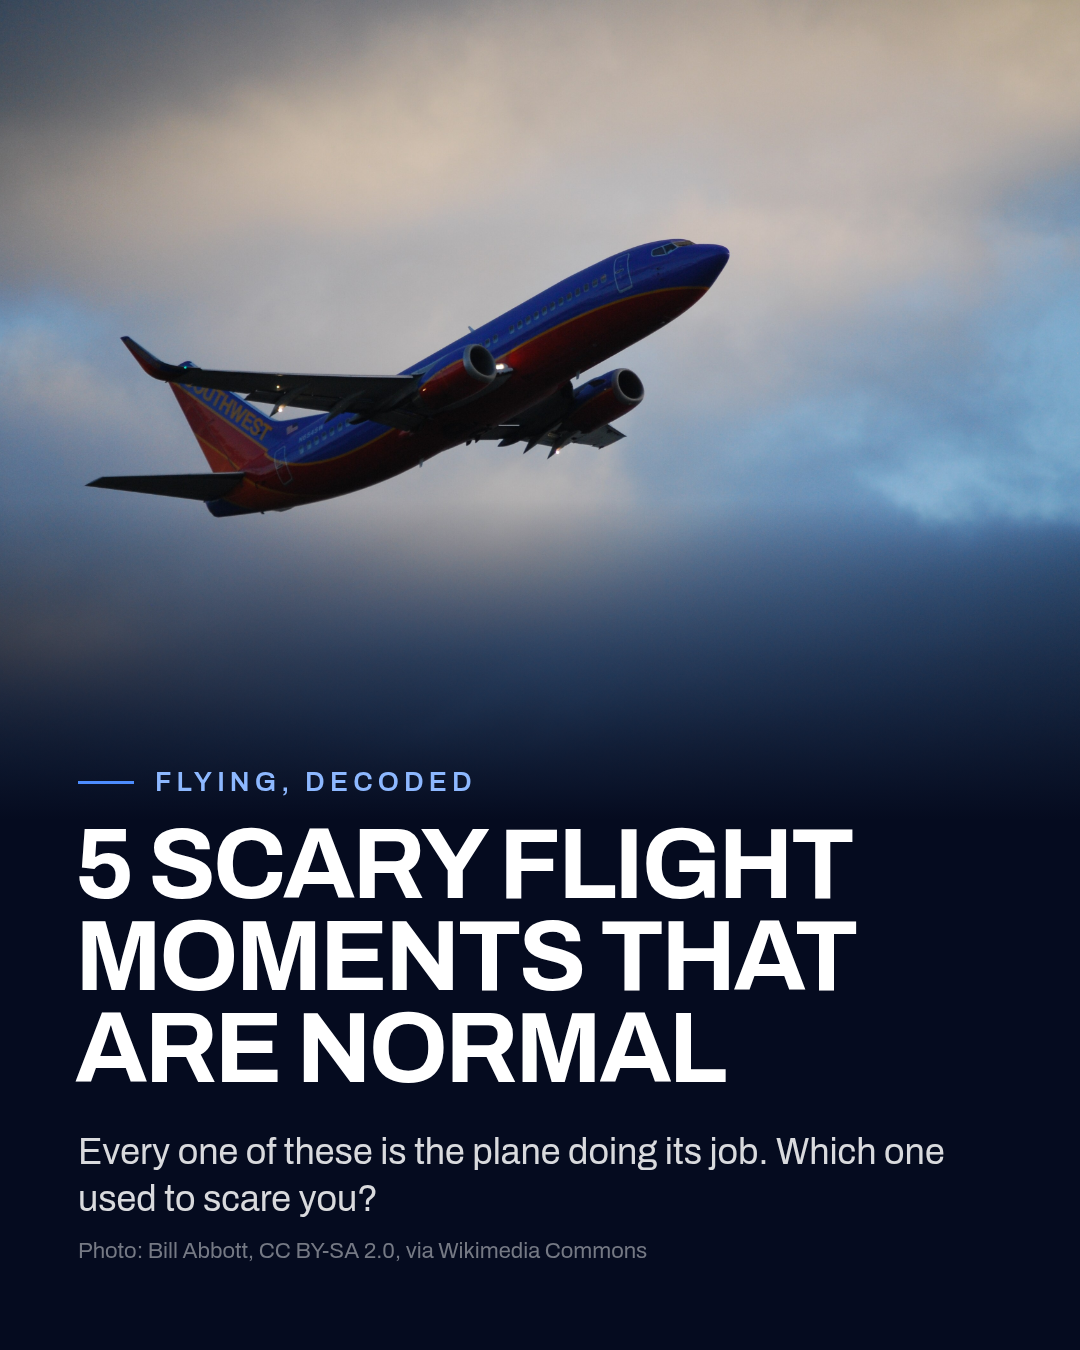 SOUTHWEST
FLYING, DECODED
5 SCARY FLIGHT
MOMENTS THAT
ARE NORMAL
Every one of these is the plane doing its job. Which one
used to scare you?
Photo: Bill Abbott, CC BY-SA 2.0, via Wikimedia Commons